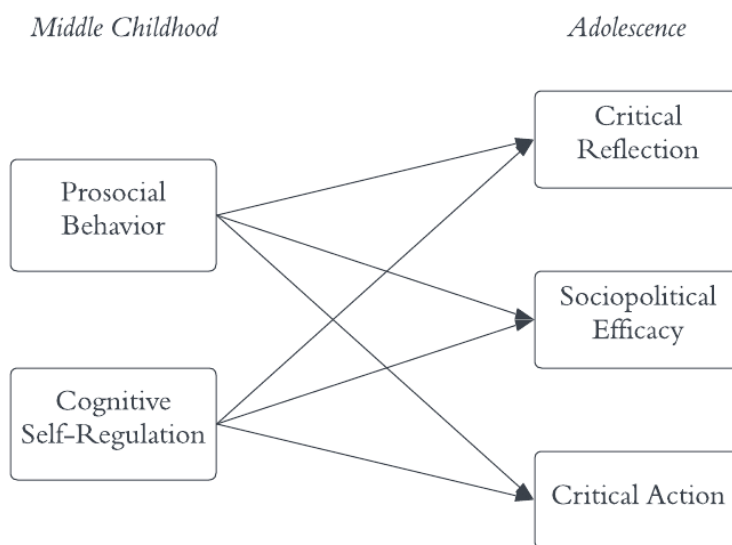 Middle Childhood
Adolescence
Critical
Reflection
Prosocial
Behavior
Sociopolitical
Efficacy
Cognitive
Self-Regulation
Critical Action